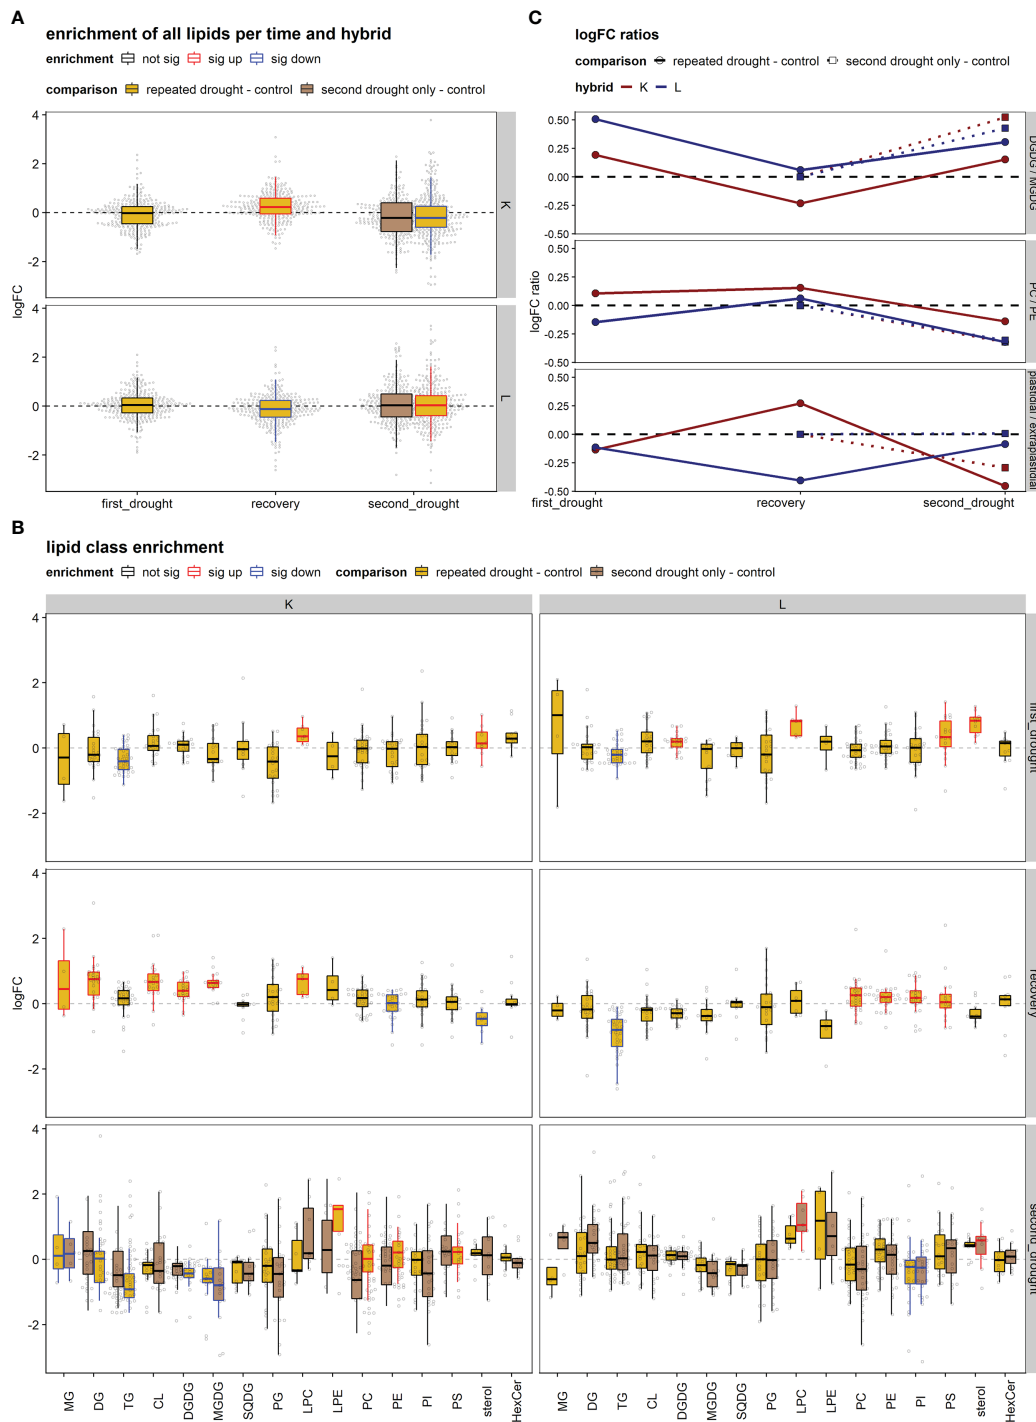 A
enrichment of all lipids per time and hybrid
enrichment not sig sig up sig down
comparison repeated drought - control second drought only - control
4
2
0
-2
K
logFC
4
2
0
-2
L
first_drought recovery second_drought
C
logFC ratios
comparison repeated drought - control second drought only - control
hybrid K L
0.50
0.25
0.00
-0.25
-0.50
DGDG / MGDG
logFC ratio
0.50
0.25
0.00
-0.25
-0.50
PC / PE
0.50
0.25
0.00
-0.25
-0.50
plastidial / extraplastidial
first_drought recovery second_drought
B
lipid class enrichment
enrichment not sig sig up sig down comparison repeated drought - control second drought only - control
K L
4
2
0
-2
first_drought
logFC
4
2
0
-2
recovery
4
2
0
-2
second_drought
MG DG TG CL DGDG MGDG SQDG PG LPC LPE PC PE PI PS sterol HexCer
MG DG TG CL DGDG MGDG SQDG PG LPC LPE PC PE PI PS sterol HexCer